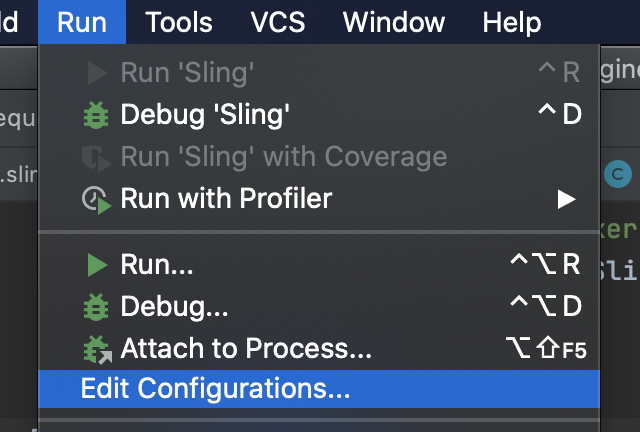 ld Run Tools VCS Window Help
Run 'Sling' ^ R
gine
Debug 'Sling' ^ D
equ
Run 'Sling' with Coverage
.slin
C
Run with Profiler ▶
ker
Run... ^⌥ R
Sli
Debug... ^⌥ D
Attach to Process... ⌥⇧F5
Edit Configurations...